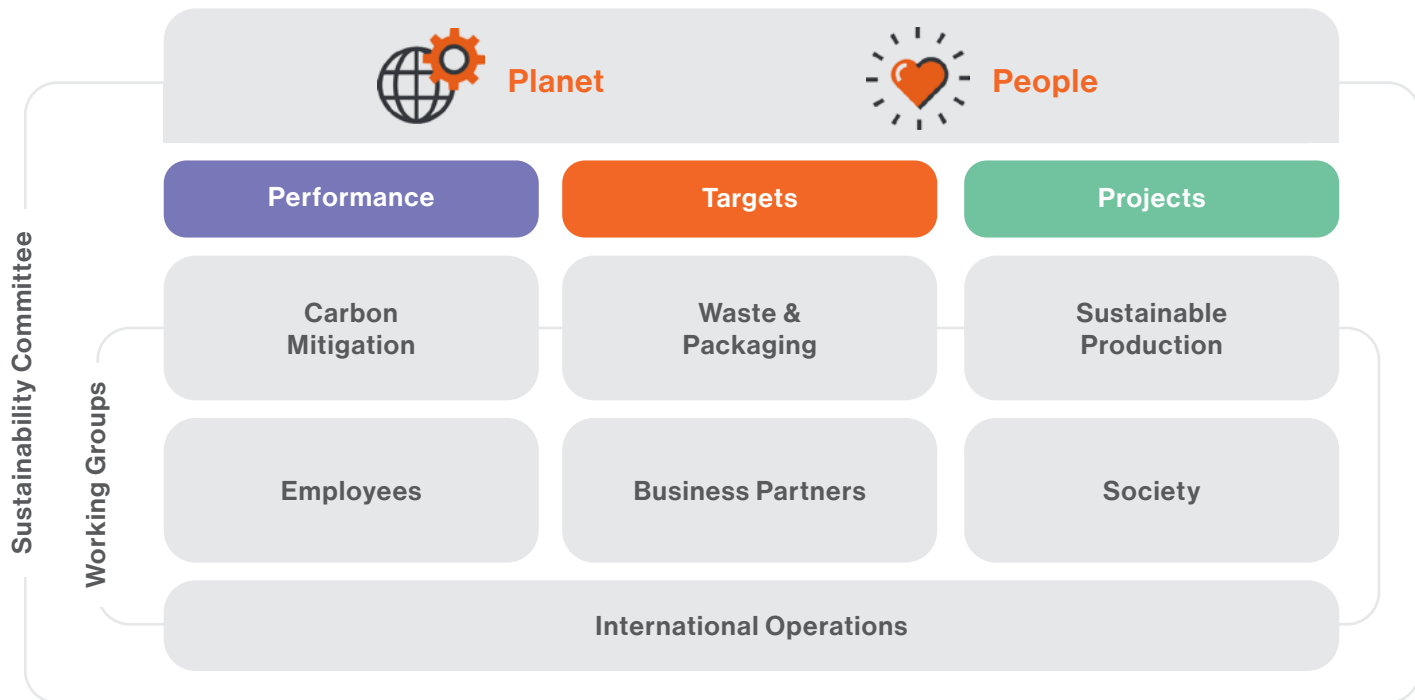 Planet
People
Performance
Targets
Projects
Carbon
Mitigation
Waste &
Packaging
Sustainable
Production
Employees
Business Partners
Society
International Operations
Sustainability Committee
Working Groups